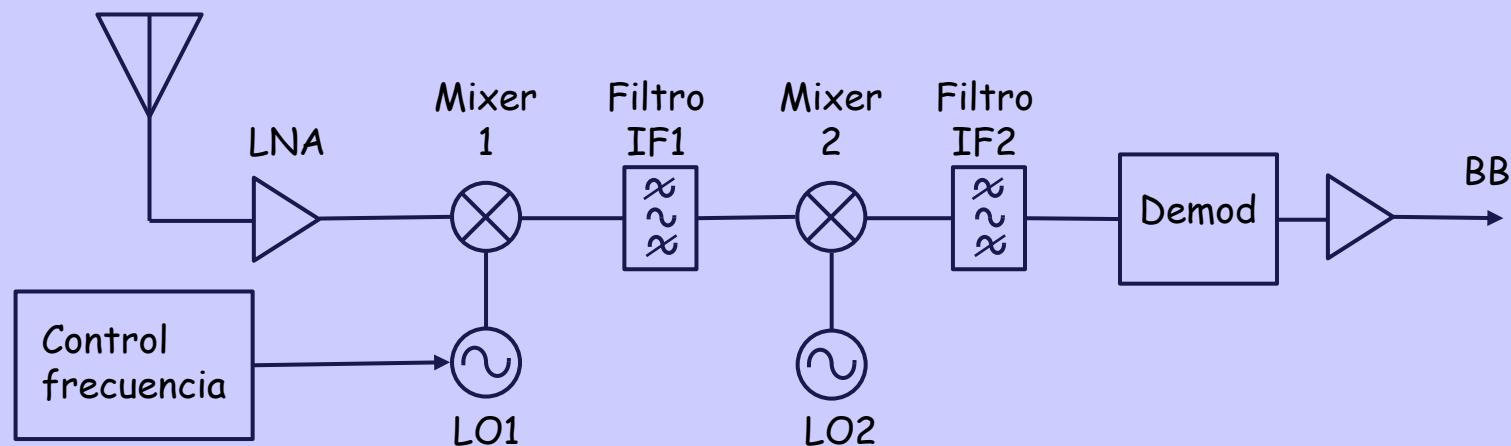 LNA
Mixer
1
Filtro
IF1
Mixer
2
Filtro
IF2
Demod
BB
Control
frecuencia
LO1
LO2